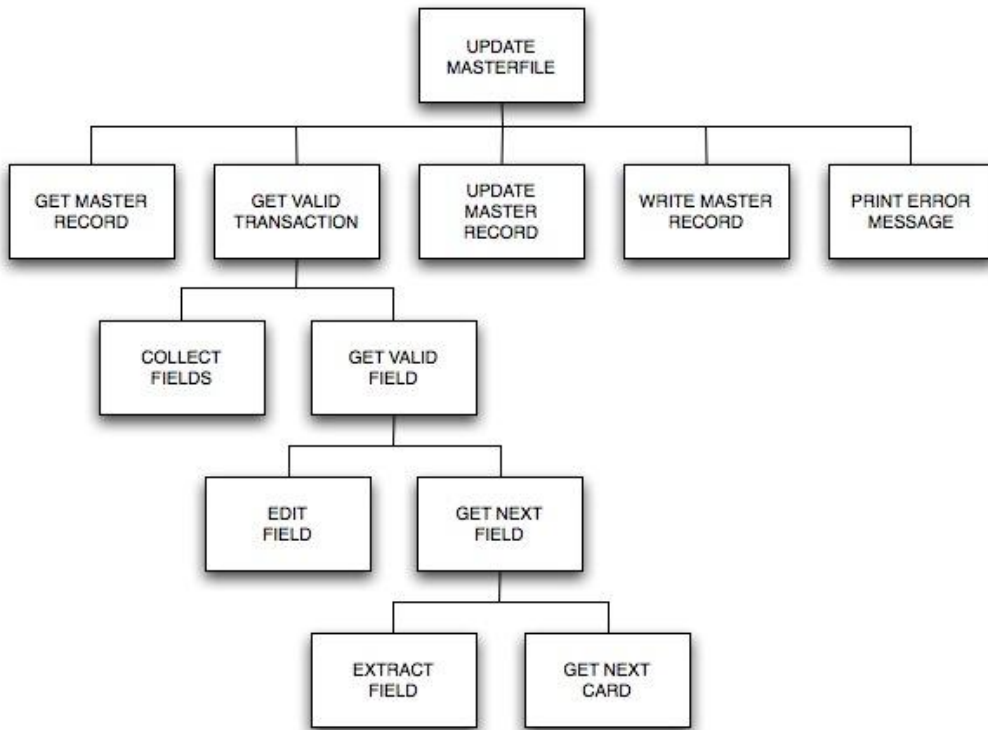 UPDATE
MASTERFILE
GET MASTER
RECORD
GET VALID
TRANSACTION
UPDATE
MASTER
RECORD
WRITE MASTER
RECORD
PRINT ERROR
MESSAGE
COLLECT
FIELDS
GET VALID
FIELD
EDIT
FIELD
GET NEXT
FIELD
EXTRACT
FIELD
GET NEXT
CARD